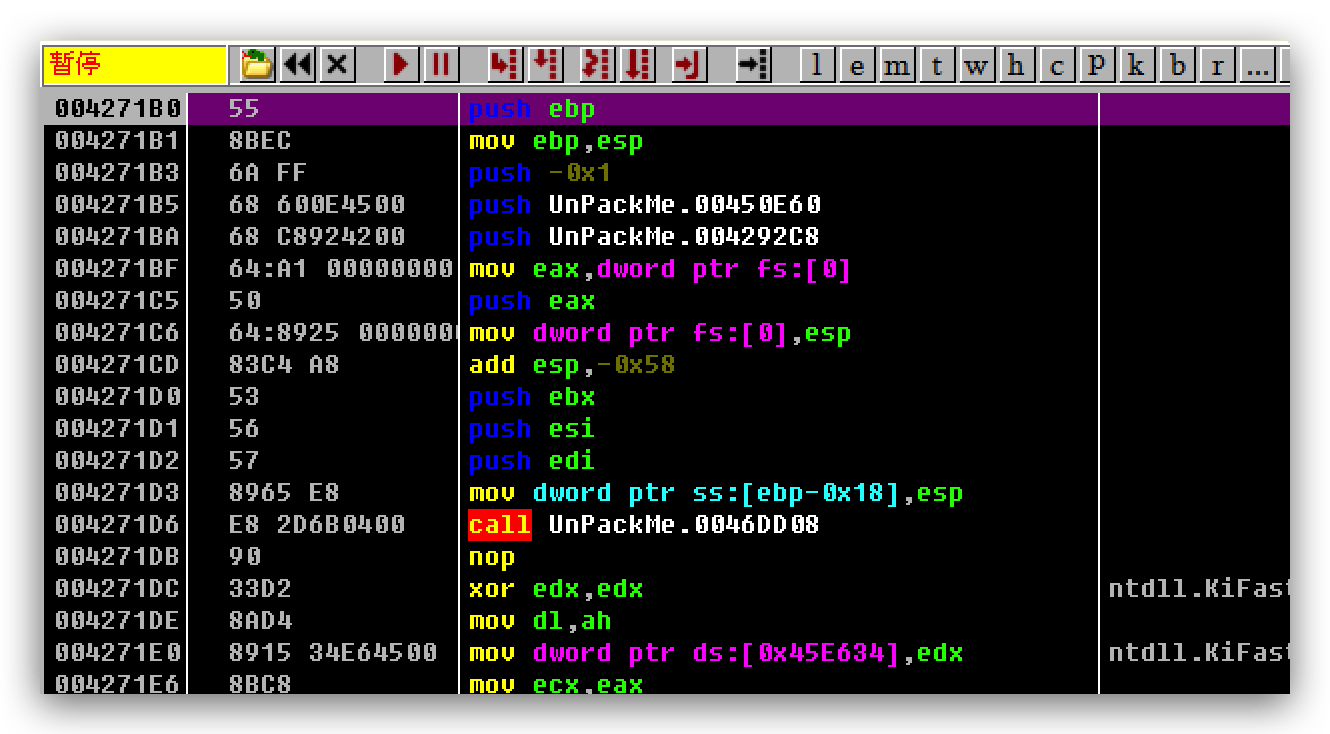 暂停 l e m t w h c P k b r ...
004271B0 55 push ebp
004271B1 8BEC mov ebp,esp
004271B3 6A FF push -0x1
004271B5 68 600E4500 push UnPackMe.00450E60
004271BA 68 C8924200 push UnPackMe.004292C8
004271BF 64:A1 00000000 mov eax,dword ptr fs:[0]
004271C5 50 push eax
004271C6 64:8925 000000 mov dword ptr fs:[0],esp
004271CD 83C4 A8 add esp,-0x58
004271D0 53 push ebx
004271D1 56 push esi
004271D2 57 push edi
004271D3 8965 E8 mov dword ptr ss:[ebp-0x18],esp
004271D6 E8 2D6B0400 call UnPackMe.0046DD08
004271DB 90 nop
004271DC 33D2 xor edx,edx ntdll.KiFast
004271DE 8AD4 mov dl,ah
004271E0 8915 34E64500 mov dword ptr ds:[0x45E634],edx ntdll.KiFast
004271E6 8BC8 mov ecx,eax